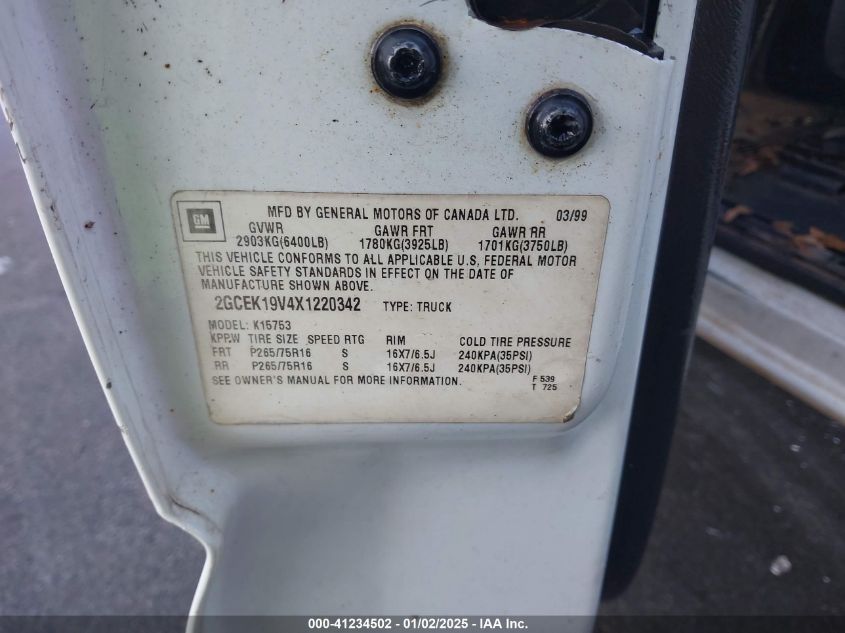 GM
MFD BY GENERAL MOTORS OF CANADA LTD. 03/99
GVWR GAWR FRT GAWR RR
2903KG(6400LB) 1780KG(3925LB) 1701KG(3750LB)
THIS VEHICLE CONFORMS TO ALL APPLICABLE U.S. FEDERAL MOTOR
VEHICLE SAFETY STANDARDS IN EFFECT ON THE DATE OF
MANUFACTURE SHOWN ABOVE.
2GCEK19V4X1220342 TYPE: TRUCK
MODEL: K15753
KPPW TIRE SIZE SPEED RTG RIM COLD TIRE PRESSURE
FRT P265/75R16 S 16X7/6.5J 240KPA(35PSI)
RR P265/75R16 S 16X7/6.5J 240KPA(35PSI)
SEE OWNER'S MANUAL FOR MORE INFORMATION. F 539
T 725
000-41234502 - 01/02/2025 - IAA Inc.